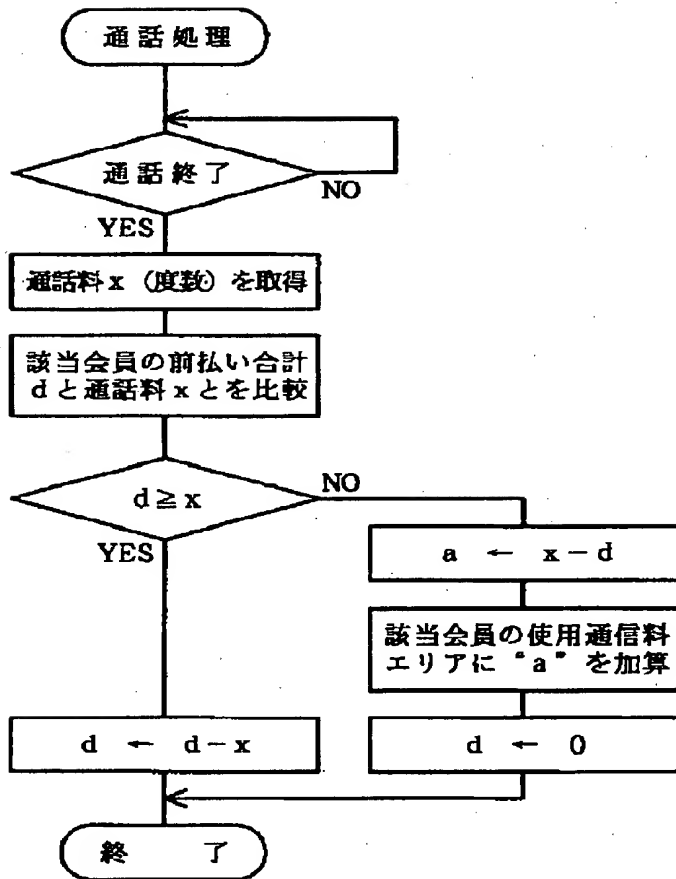 通話処理
通話終了
NO
YES
通話料x（度数）を取得
該当会員の前払い合計
dと通話料xとを比較
d≧x
NO
YES
a ← x－d
該当会員の使用通信料
エリアに“a”を加算
d ← d－x
d ← 0
終 了